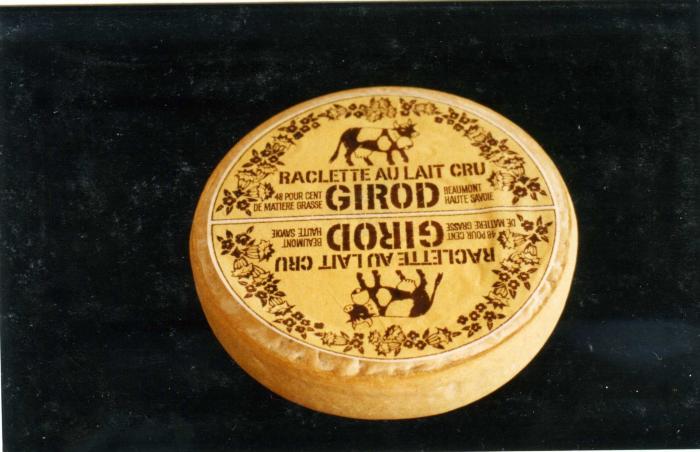 RACLETTE AU LAIT CRU
48 POUR CENT
DE MATIERE GRASSE
GIROD
BEAUMONT
HAUTE SAVOIE
RACLETTE AU LAIT CRU
48 POUR CENT
DE MATIERE GRASSE
GIROD
BEAUMONT
HAUTE SAVOIE